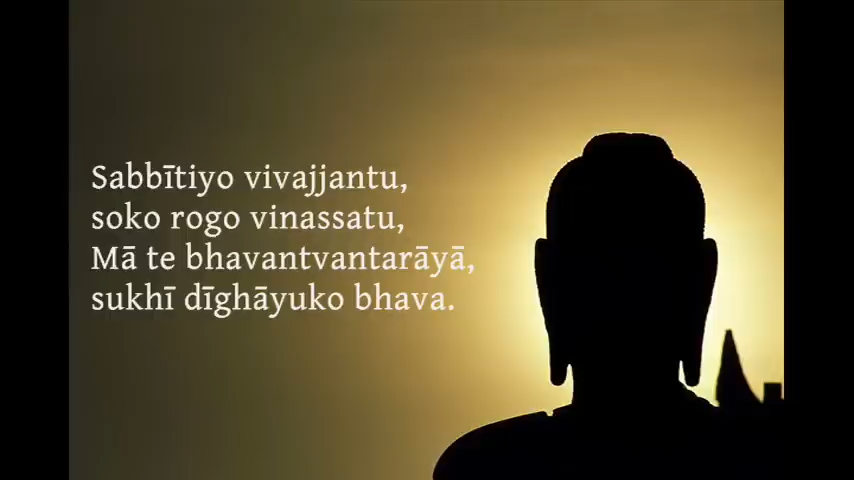 Sabbītiyo vivajjantu,
soko rogo vinassatu,
Mā te bhavantvantarāyā,
sukhī dīghāyuko bhava.